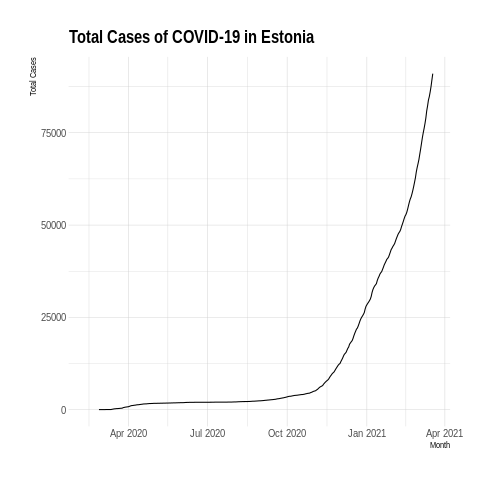 Total Cases of COVID-19 in Estonia
Total Cases
75000
50000
25000
0
Apr 2020 Jul 2020 Oct 2020 Jan 2021 Apr 2021
Month